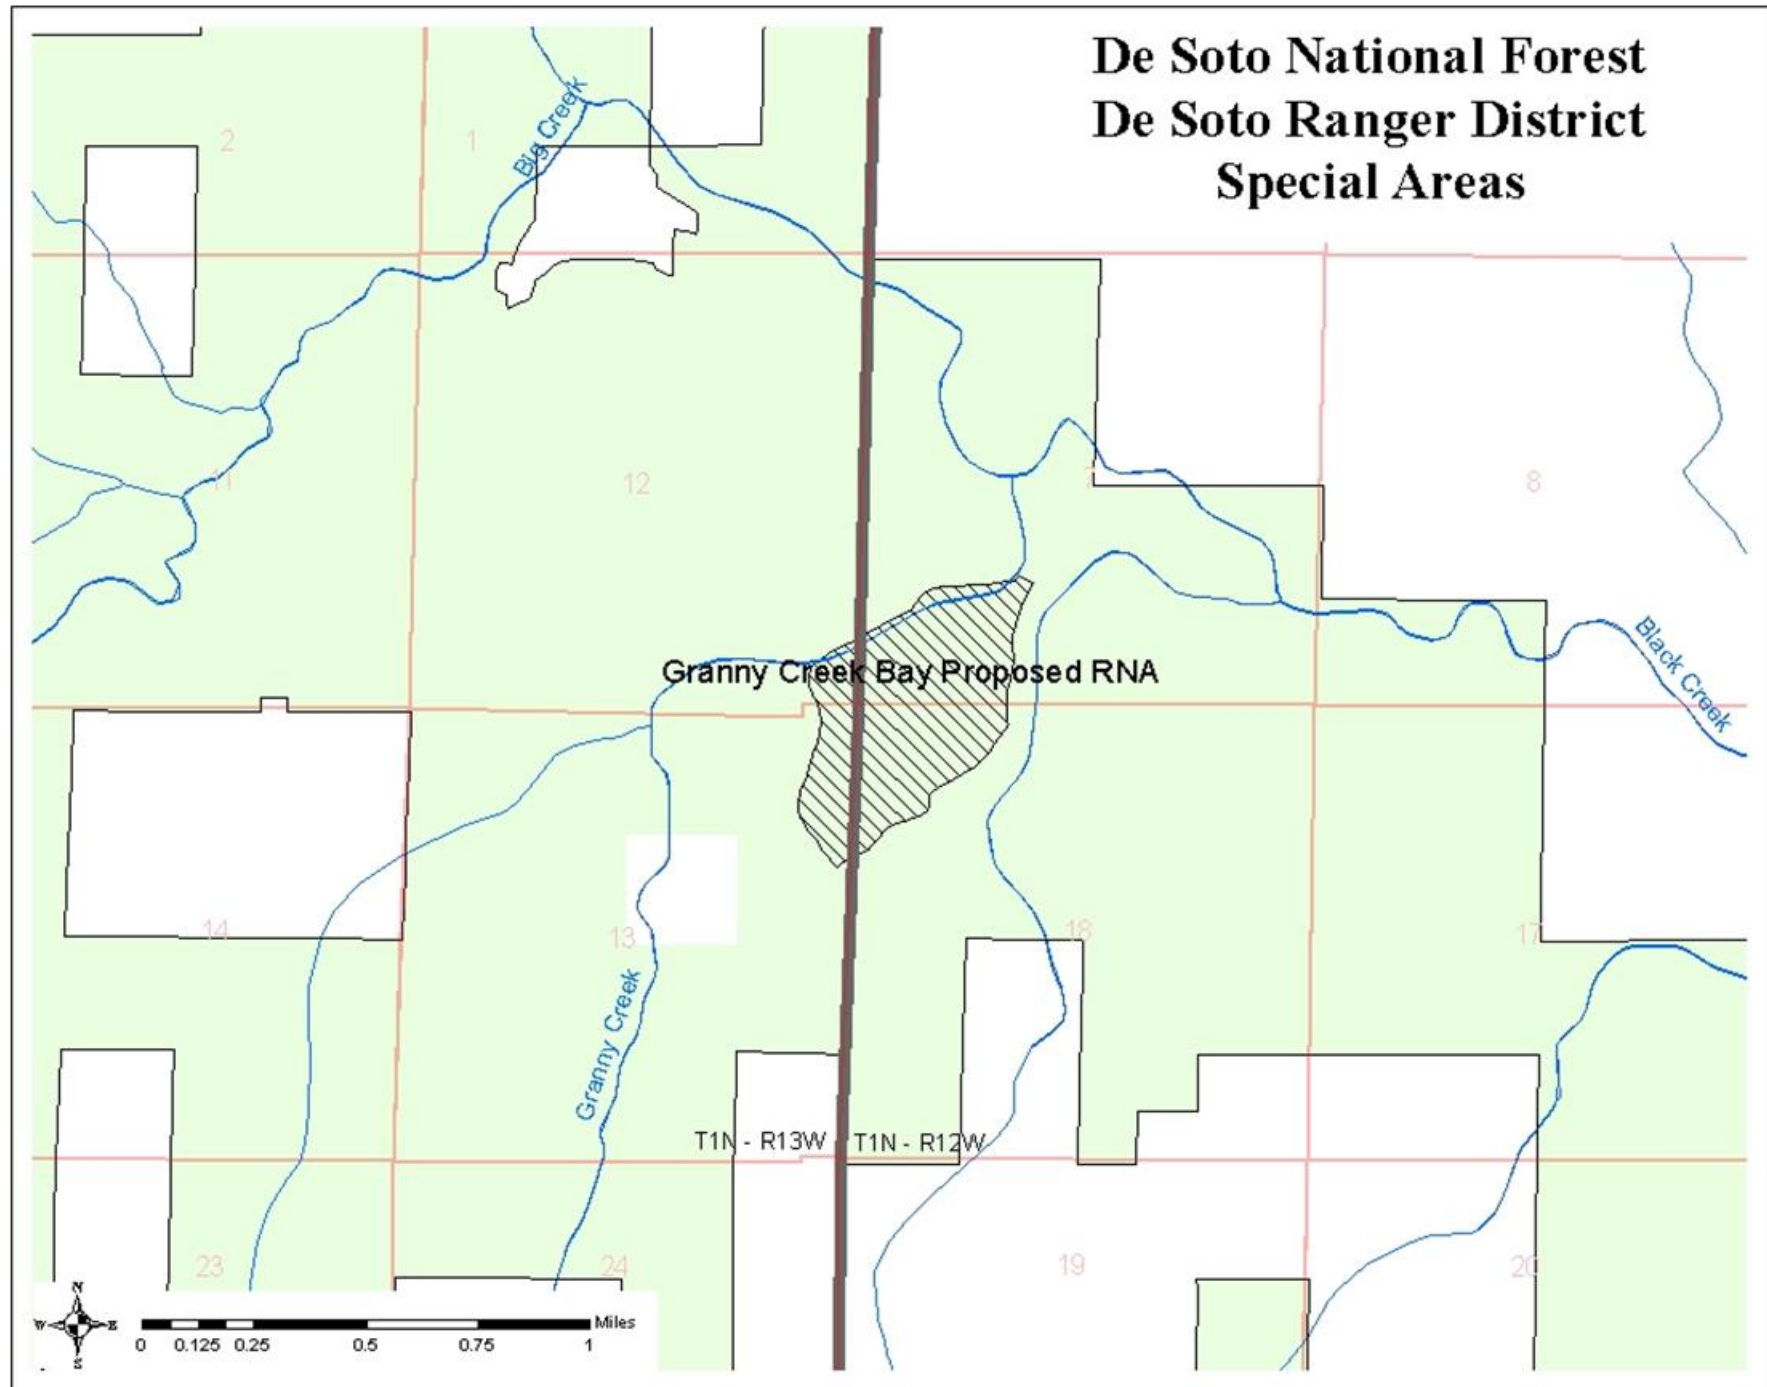 De Soto National Forest
De Soto Ranger District
Special Areas
2
1
Big Creek
11
12
7
8
Granny Creek Bay Proposed RNA
Black Creek
14
13
18
17
Granny Creek
T1N - R13W
T1N - R12W
23
24
19
20
N
W
E
S
Miles
0 0.125 0.25 0.5 0.75 1